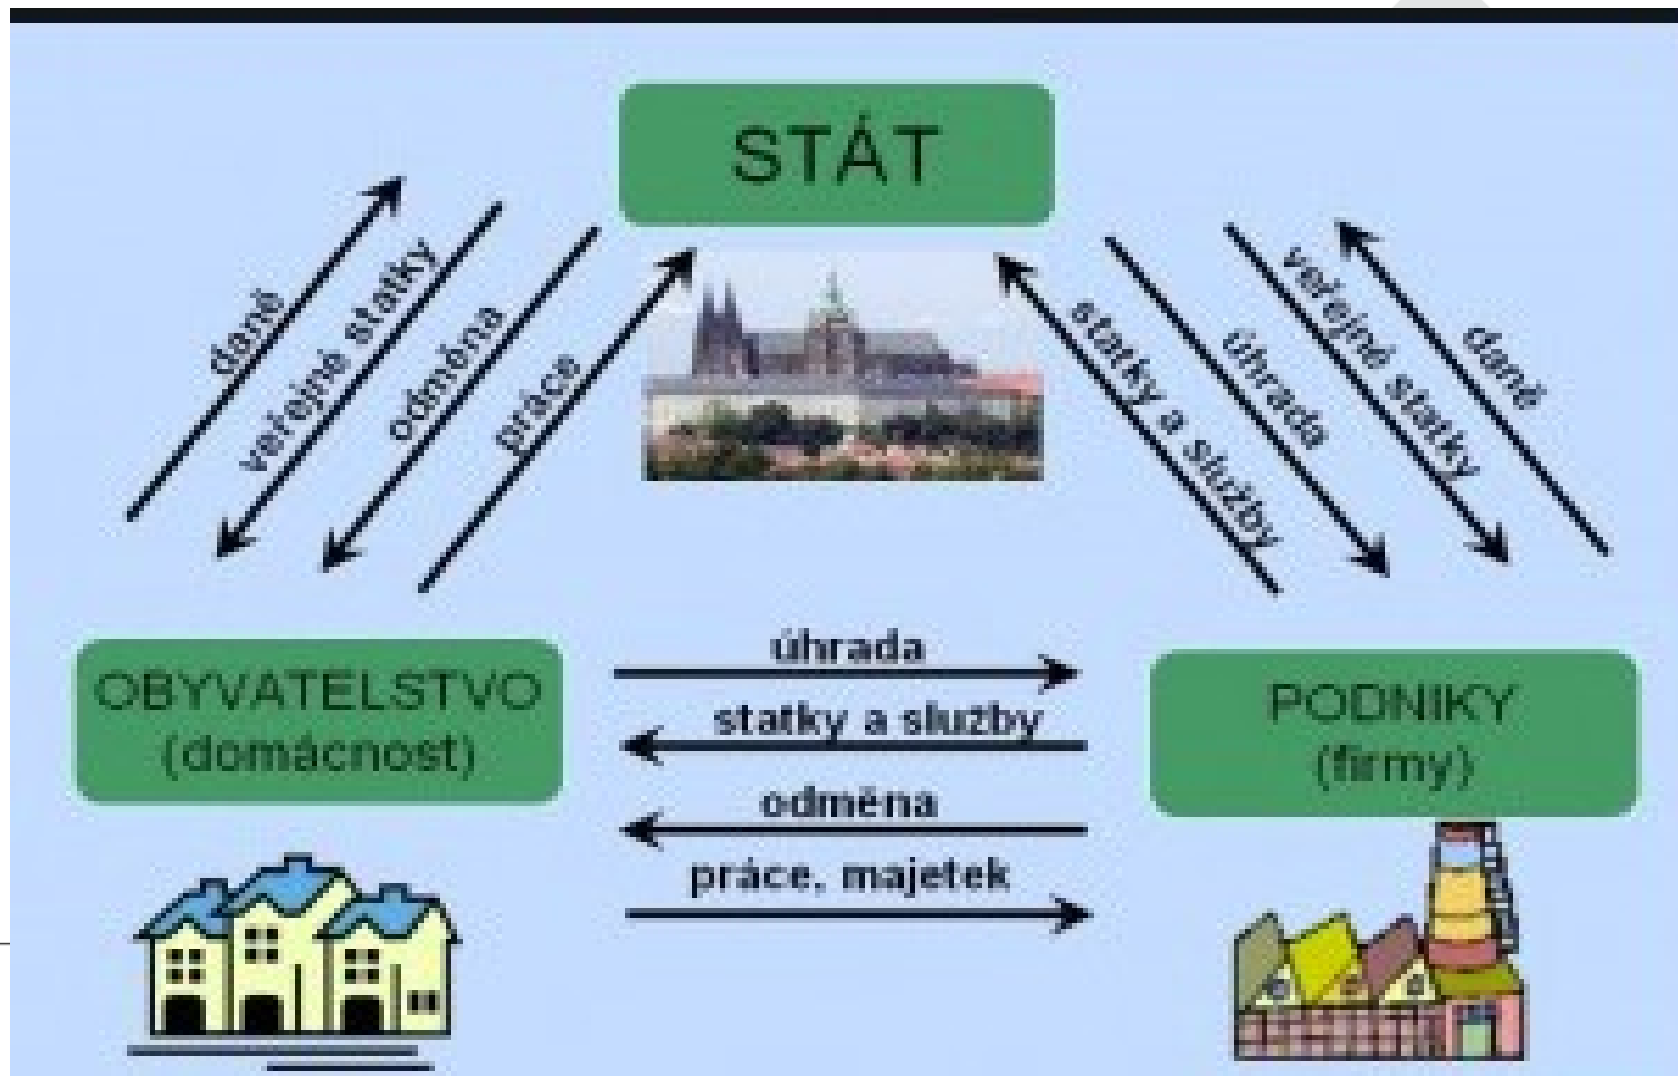 STÁT
daně
veřejné statky
odměna
práce
statky a služby
úhrada
veřejné statky
daně
OBYVATELSTVO
(domácnost)
úhrada
statky a služby
odměna
práce, majetek
PODNIKY
(firmy)